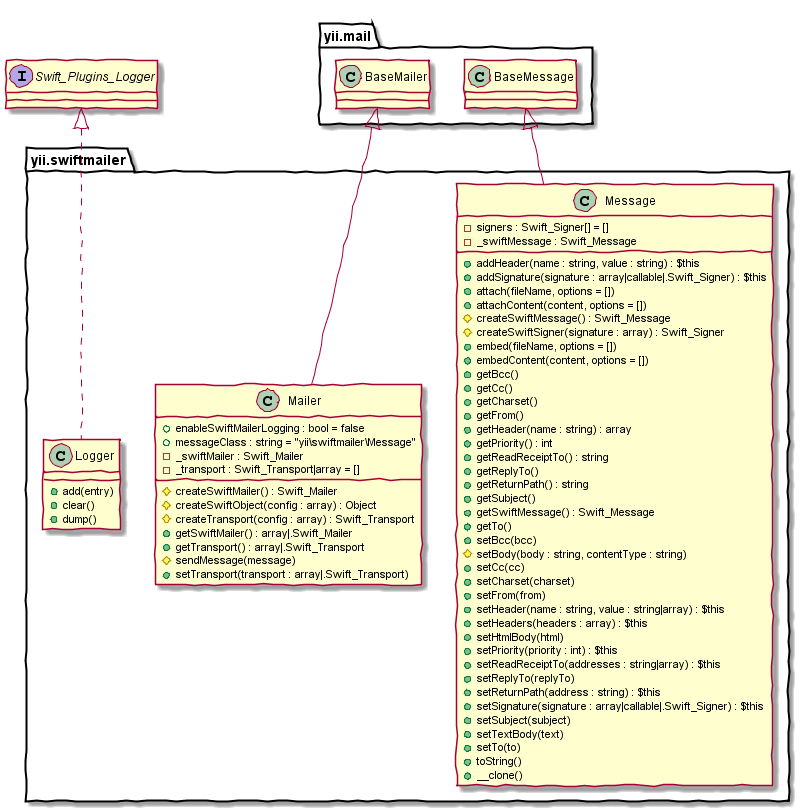 yii.mail
I Swift_Plugins_Logger
C BaseMailer
C BaseMessage
yii.swiftmailer
C Logger
add(entry)
clear()
dump()
C Mailer
enableSwiftMailerLogging : bool = false
messageClass : string = "yii\swiftmailer\Message"
_swiftMailer : Swift_Mailer
_transport : Swift_Transport|array = []
createSwiftMailer() : Swift_Mailer
createSwiftObject(config : array) : Object
createTransport(config : array) : Swift_Transport
getSwiftMailer() : array|.Swift_Mailer
getTransport() : array|.Swift_Transport
sendMessage(message)
setTransport(transport : array|.Swift_Transport)
C Message
signers : Swift_Signer[] = []
_swiftMessage : Swift_Message
addHeader(name : string, value : string) : $this
addSignature(signature : array|callable|.Swift_Signer) : $this
attach(fileName, options = [])
attachContent(content, options = [])
createSwiftMessage() : Swift_Message
createSwiftSigner(signature : array) : Swift_Signer
embed(fileName, options = [])
embedContent(content, options = [])
getBcc()
getCc()
getCharset()
getFrom()
getHeader(name : string) : array
getPriority() : int
getReadReceiptTo() : string
getReplyTo()
getReturnPath() : string
getSubject()
getSwiftMessage() : Swift_Message
getTo()
setBcc(bcc)
setBody(body : string, contentType : string)
setCc(cc)
setCharset(charset)
setFrom(from)
setHeader(name : string, value : string|array) : $this
setHeaders(headers : array) : $this
setHtmlBody(html)
setPriority(priority : int) : $this
setReadReceiptTo(addresses : string|array) : $this
setReplyTo(replyTo)
setReturnPath(address : string) : $this
setSignature(signature : array|callable|.Swift_Signer) : $this
setSubject(subject)
setTextBody(text)
setTo(to)
toString()
__clone()